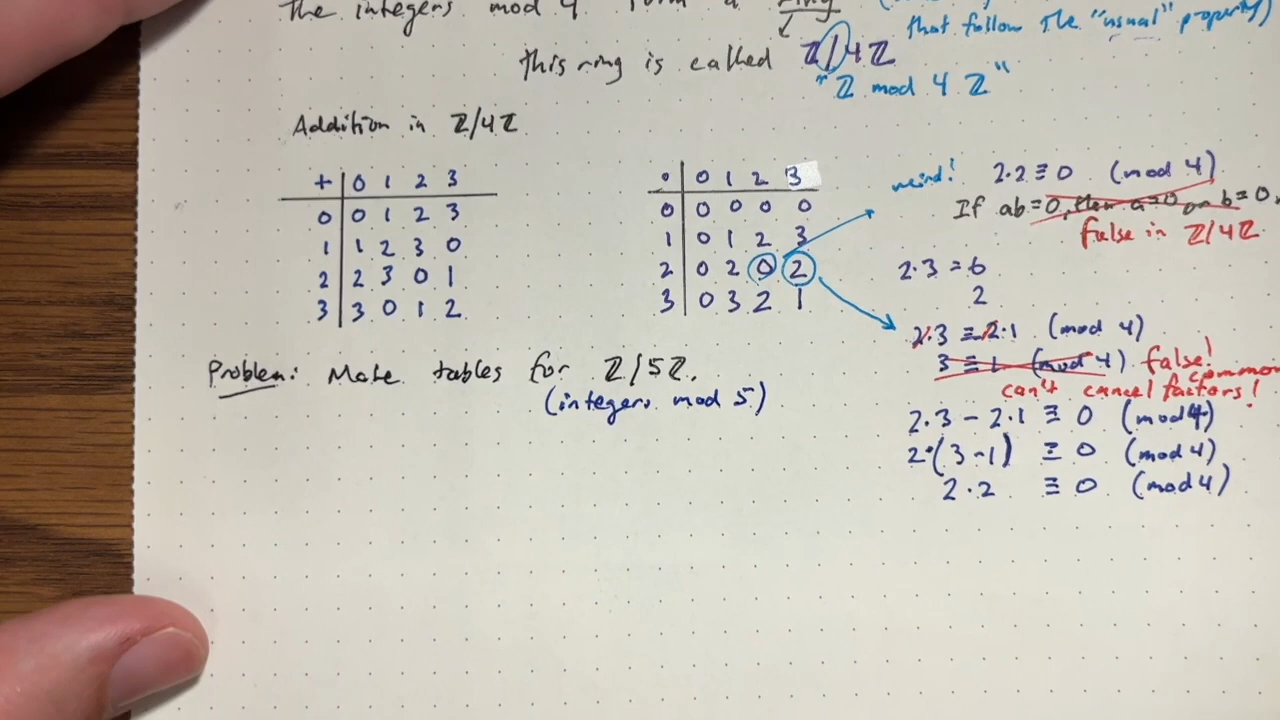 The integers mod 4 form a ring
that follow the "usual" property)
this ring is called ℤ/4ℤ
"ℤ mod 4 ℤ"
Addition in ℤ/4ℤ
+ 0 1 2 3
0 0 1 2 3
1 1 2 3 0
2 2 3 0 1
3 3 0 1 2
· 0 1 2 3
0 0 0 0 0
1 0 1 2 3
2 0 2 0 2
3 0 3 2 1
weird! 2·2 ≡ 0 (mod 4)
If ab=0, then a=0 or b=0,
false in ℤ/4ℤ
2·3 = 6
2
2·3 ≡ 2·1 (mod 4)
3 ≡ 1 (mod 4) false!
can't cancel common factors!
2·3 - 2·1 ≡ 0 (mod 4)
2·(3-1) ≡ 0 (mod 4)
2·2 ≡ 0 (mod 4)
Problem: Make tables for ℤ/5ℤ.
(integers mod 5)